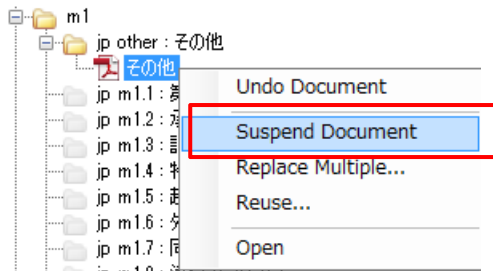 m1
jp other : その他
その他
jp m1.1 :
jp m1.2 :
jp m1.3 :
jp m1.4 :
jp m1.5 :
jp m1.6 :
jp m1.7 :
Undo Document
Suspend Document
Replace Multiple...
Reuse...
Open